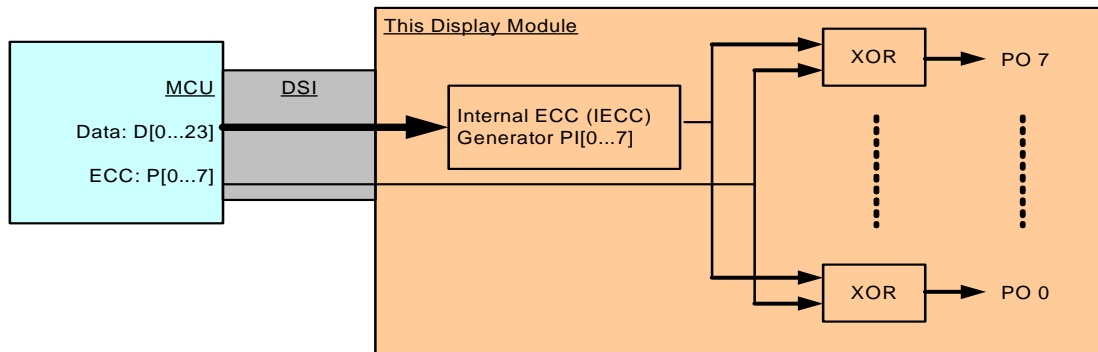 This Display Module
MCU
DSI
Data: D[0...23]
ECC: P[0...7]
Internal ECC (IECC)
Generator PI[0...7]
XOR
PO 7
XOR
PO 0